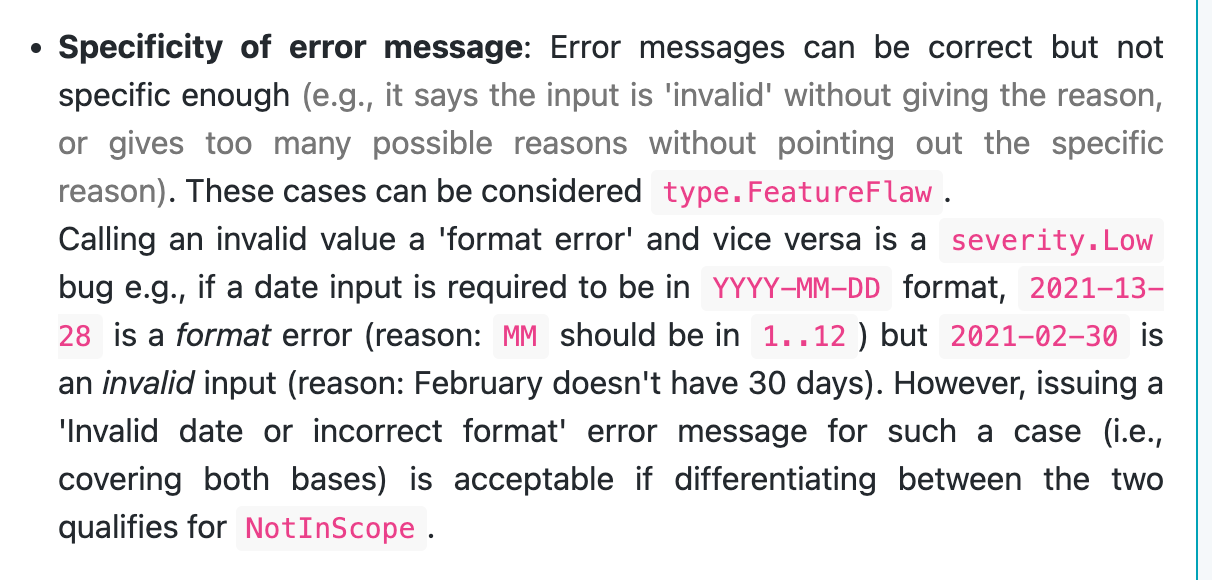 • Specificity of error message: Error messages can be correct but not
specific enough (e.g., it says the input is 'invalid' without giving the reason,
or gives too many possible reasons without pointing out the specific
reason). These cases can be considered type.FeatureFlaw.
Calling an invalid value a 'format error' and vice versa is a severity.Low
bug e.g., if a date input is required to be in YYYY-MM-DD format, 2021-13-
28 is a format error (reason: MM should be in 1..12 ) but 2021-02-30 is
an invalid input (reason: February doesn't have 30 days). However, issuing a
'Invalid date or incorrect format' error message for such a case (i.e.,
covering both bases) is acceptable if differentiating between the two
qualifies for NotInScope.